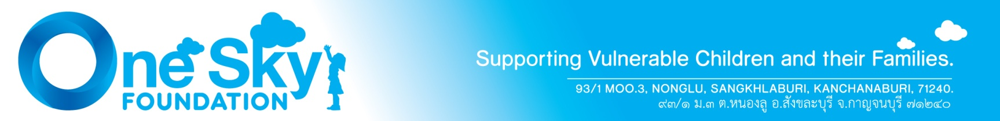 One Sky
FOUNDATION
Supporting Vulnerable Children and their Families.
93/1 MOO.3, NONGLU, SANGKHLABURI, KANCHANABURI, 71240.
๙๓/๑ ม.๓ ต.หนองลู อ.สังขละบุรี จ.กาญจนบุรี ๗๑๒๔๐